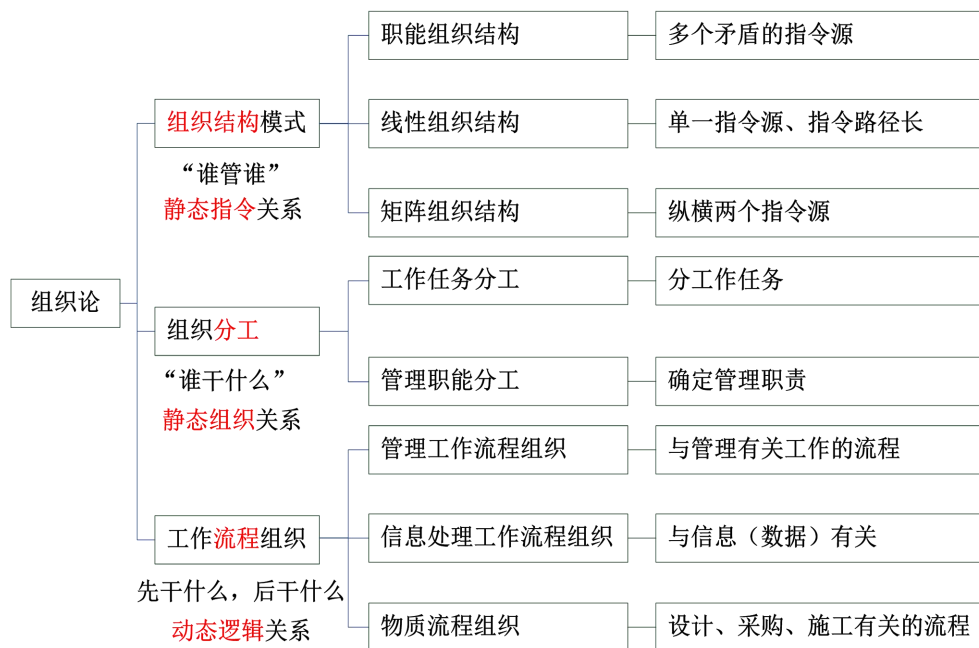 组织论
组织结构模式
“谁管谁”
静态指令关系
职能组织结构
多个矛盾的指令源
线性组织结构
单一指令源、指令路径长
矩阵组织结构
纵横两个指令源
组织分工
“谁干什么”
静态组织关系
工作任务分工
分工作任务
管理职能分工
确定管理职责
工作流程组织
先干什么，后干什么
动态逻辑关系
管理工作流程组织
与管理有关工作的流程
信息处理工作流程组织
与信息（数据）有关
物质流程组织
设计、采购、施工有关的流程